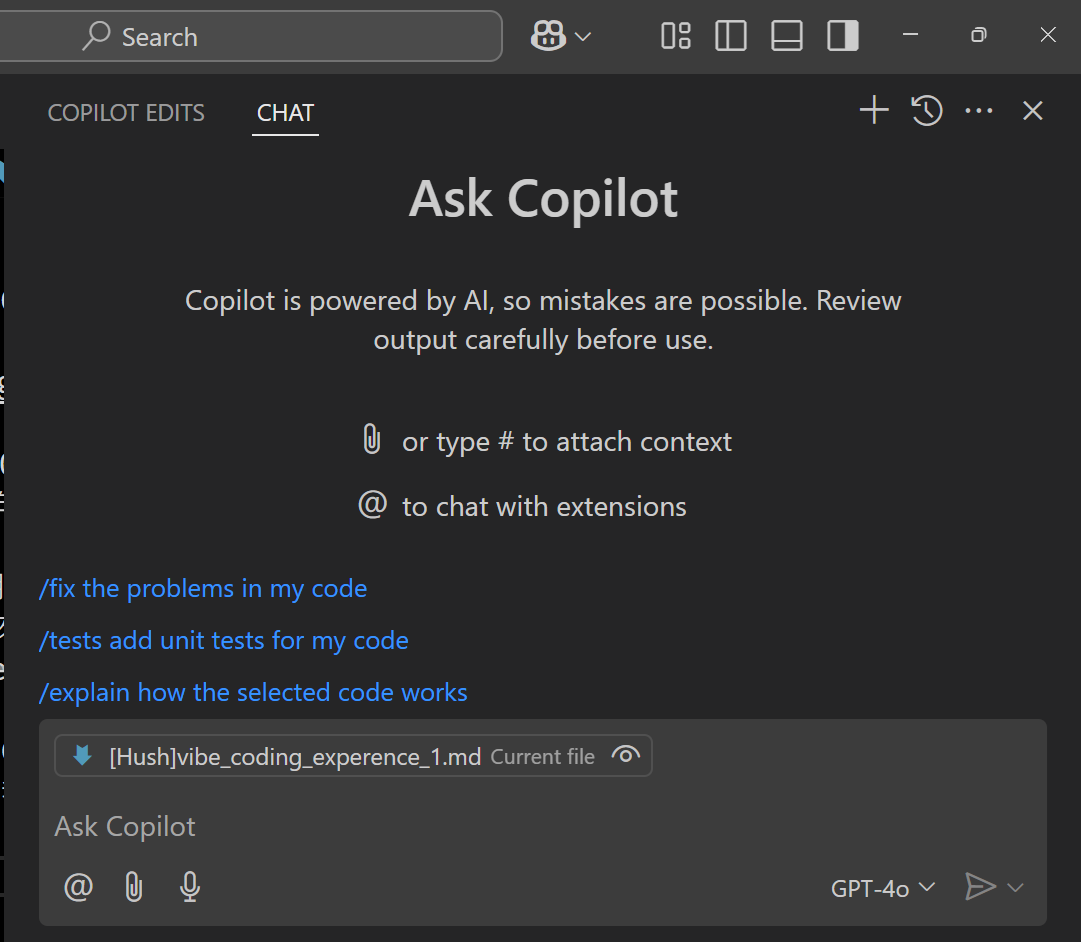 Search
COPILOT EDITS
CHAT
Ask Copilot
Copilot is powered by AI, so mistakes are possible. Review
output carefully before use.
or type # to attach context
@ to chat with extensions
/fix the problems in my code
/tests add unit tests for my code
/explain how the selected code works
[Hush]vibe_coding_experence_1.md Current file
Ask Copilot
@
GPT-4o